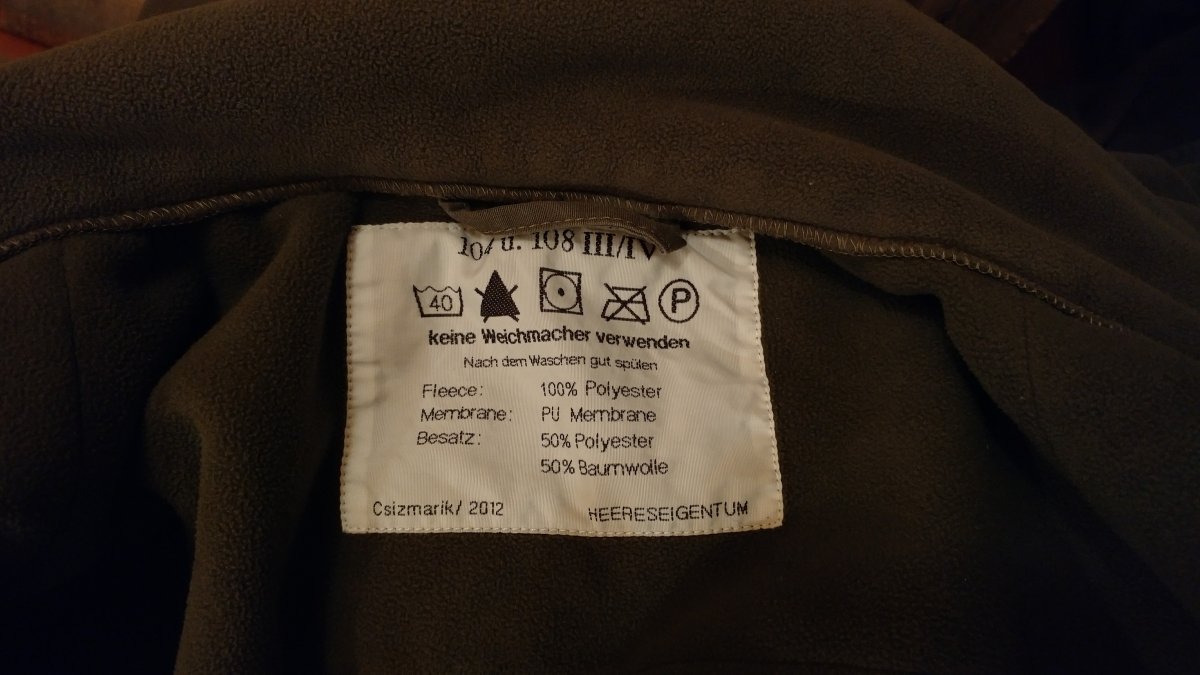 u. 108 III/IV
40 P
keine Weichmacher verwenden
Nach dem Waschen gut spülen
Fleece: 100% Polyester
Membrane: PU Membrane
Besatz: 50% Polyester
50% Baumwolle
Csizmarik/ 2012 HEERESEIGENTUM